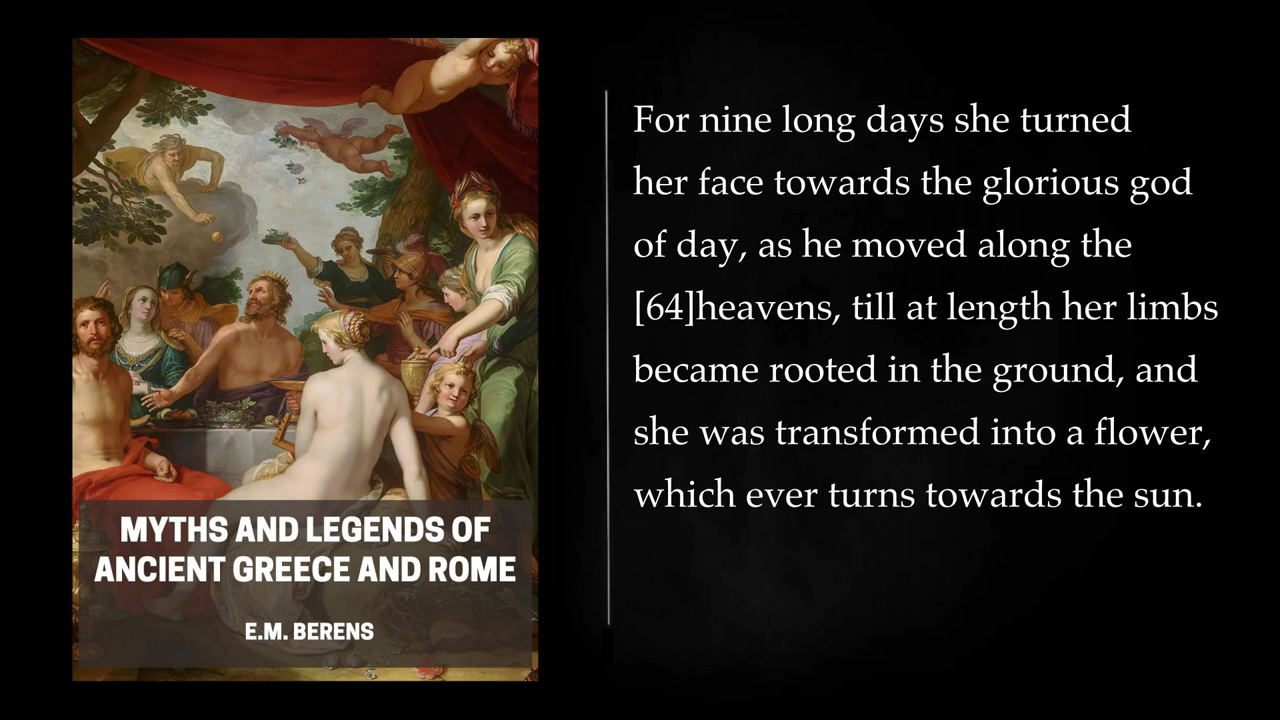 MYTHS AND LEGENDS OF
ANCIENT GREECE AND ROME
E.M. BERENS
For nine long days she turned
her face towards the glorious god
of day, as he moved along the
[64]heavens, till at length her limbs
became rooted in the ground, and
she was transformed into a flower,
which ever turns towards the sun.